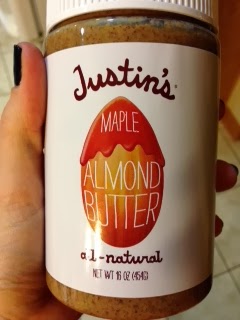 Justin's®
MAPLE
ALMOND
BUTTER
all-natural
NET WT 16 OZ (454G)